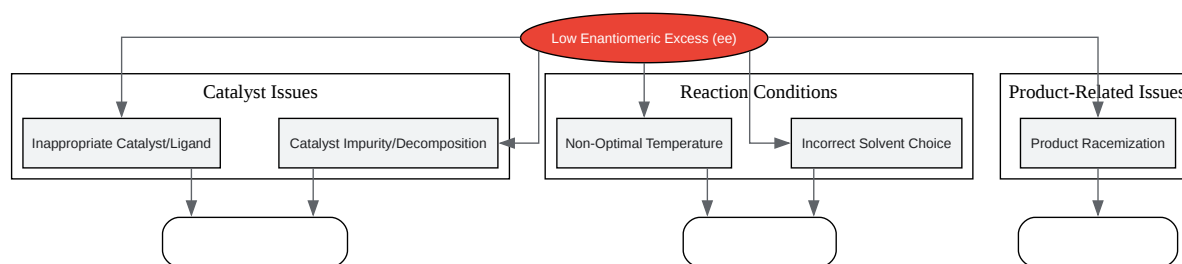 Low Enantiomeric Excess (ee)
Catalyst Issues
Reaction Conditions
Product-Related Issues
Inappropriate Catalyst/Ligand
Catalyst Impurity/Decomposition
Non-Optimal Temperature
Incorrect Solvent Choice
Product Racemization